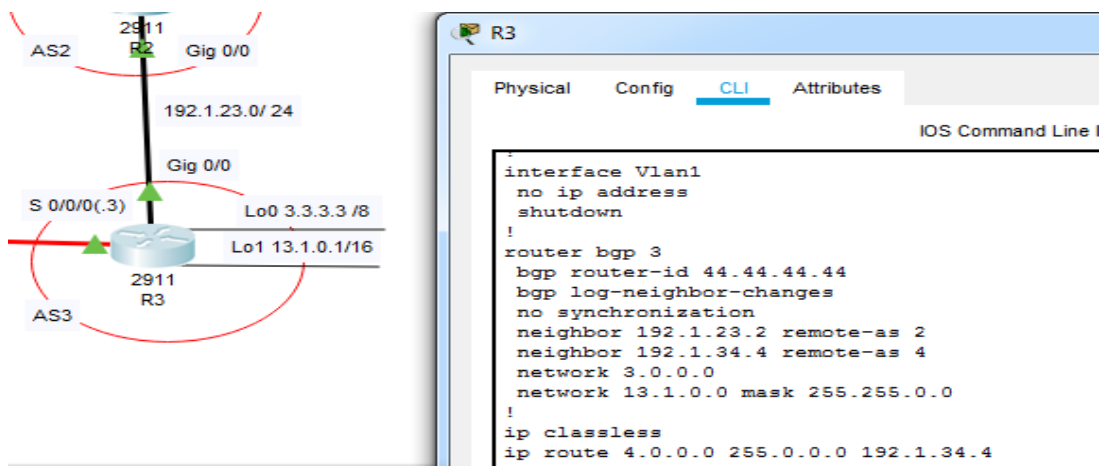 2911
R2
AS2
Gig 0/0
192.1.23.0/ 24
Gig 0/0
S 0/0/0(.3)
Lo0 3.3.3.3 /8
Lo1 13.1.0.1/16
2911
R3
AS3
R3
Physical Config CLI Attributes
IOS Command Line
!
interface Vlan1
no ip address
shutdown
!
router bgp 3
bgp router-id 44.44.44.44
bgp log-neighbor-changes
no synchronization
neighbor 192.1.23.2 remote-as 2
neighbor 192.1.34.4 remote-as 4
network 3.0.0.0
network 13.1.0.0 mask 255.255.0.0
!
ip classless
ip route 4.0.0.0 255.0.0.0 192.1.34.4